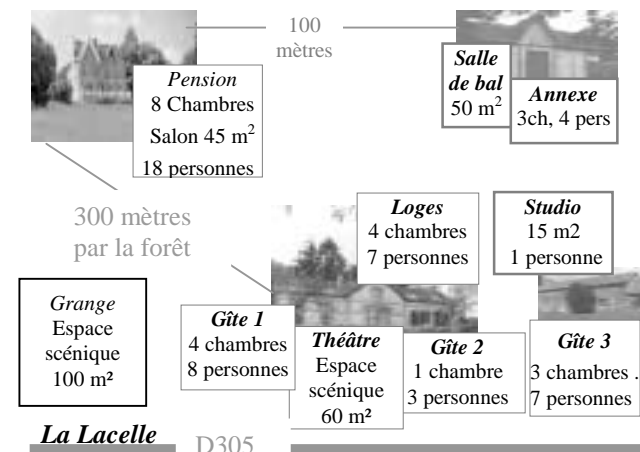 100
mètres
Pension
8 Chambres
Salon 45 m²
18 personnes
Salle
de bal
50 m²
Annexe
3ch, 4 pers
300 mètres
par la forêt
Loges
4 chambres
7 personnes
Studio
15 m2
1 personne
Grange
Espace
scénique
100 m²
Gîte 1
4 chambres
8 personnes
Théâtre
Espace
scénique
60 m²
Gîte 2
1 chambre
3 personnes
Gîte 3
3 chambres .
7 personnes
La Lacelle
D305